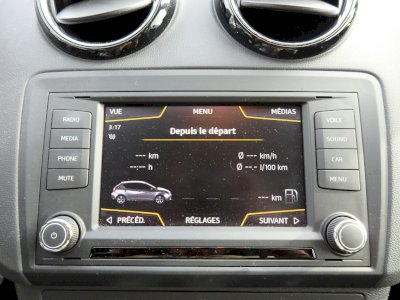 VUE MENU MÉDIAS
3:17
Depuis le départ
--- km Ø --- km/h
--:-- h Ø --.- l/100 km
--- km
PRÉCÉD. RÉGLAGES SUIVANT
RADIO
MEDIA
PHONE
MUTE
VOICE
SOUND
CAR
MENU